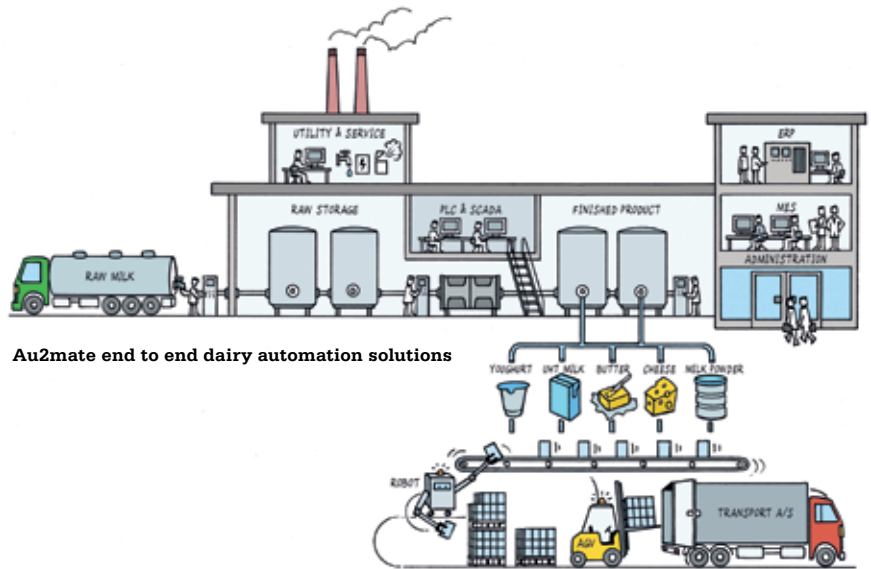 UTILITY & SERVICE
ERP
RAW STORAGE
PLC & SCADA
FINISHED PRODUCT
MES
ADMINISTRATION
RAW MILK
Au2mate end to end dairy automation solutions
YOUGHURT
UHT MILK
BUTTER
CHEESE
MILK POWDER
ROBOT
AGV
TRANSPORT A/S